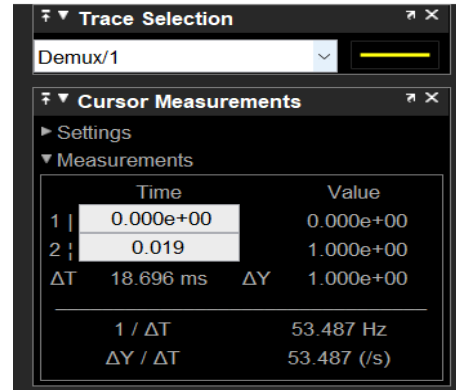 Trace Selection
Demux/1
Cursor Measurements
Settings
Measurements
Time Value
1 | 0.000e+00 0.000e+00
2 ¦ 0.019 1.000e+00
ΔT 18.696 ms ΔY 1.000e+00
1 / ΔT 53.487 Hz
ΔY / ΔT 53.487 (/s)